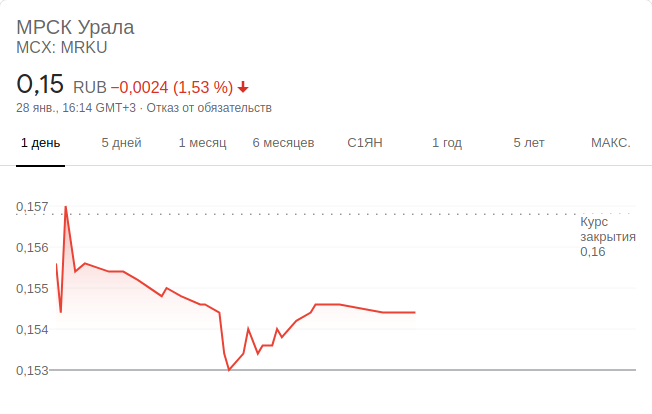 МРСК Урала
MCX: MRKU
0,15 RUB −0,0024 (1,53 %)
28 янв., 16:14 GMT+3 · Отказ от обязательств
1 день 5 дней 1 месяц 6 месяцев С1ЯН 1 год 5 лет МАКС.
0,157
0,156
0,155
0,154
0,153
Курс
закрытия
0,16